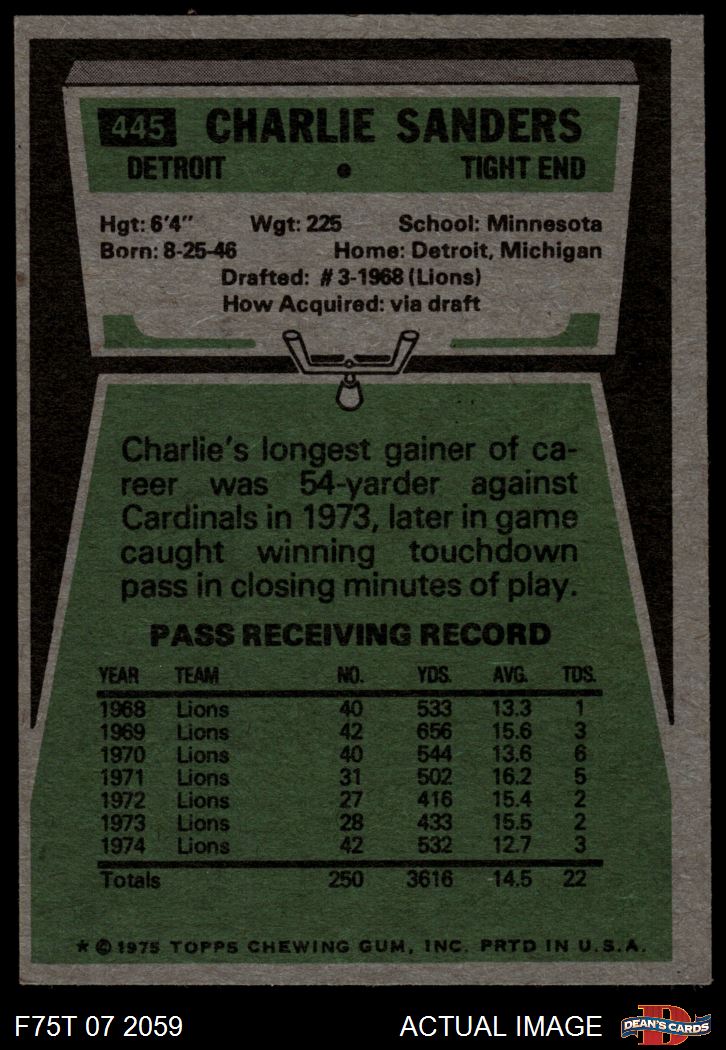 445 CHARLIE SANDERS
DETROIT • TIGHT END
Hgt: 6'4" Wgt: 225 School: Minnesota
Born: 8-25-46 Home: Detroit, Michigan
Drafted: #3-1968 (Lions)
How Acquired: via draft
Charlie's longest gainer of ca-
reer was 54-yarder against
Cardinals in 1973, later in game
caught winning touchdown
pass in closing minutes of play.
PASS RECEIVING RECORD
YEAR TEAM NO. YDS. AVG. TDS.
1968 Lions 40 533 13.3 1
1969 Lions 42 656 15.6 3
1970 Lions 40 544 13.6 6
1971 Lions 31 502 16.2 5
1972 Lions 27 416 15.4 2
1973 Lions 28 433 15.5 2
1974 Lions 42 532 12.7 3
Totals 250 3616 14.5 22
* © 1975 TOPPS CHEWING GUM, INC. PRTD IN U.S.A.
F75T 07 2059 ACTUAL IMAGE D DEAN'S CARDS